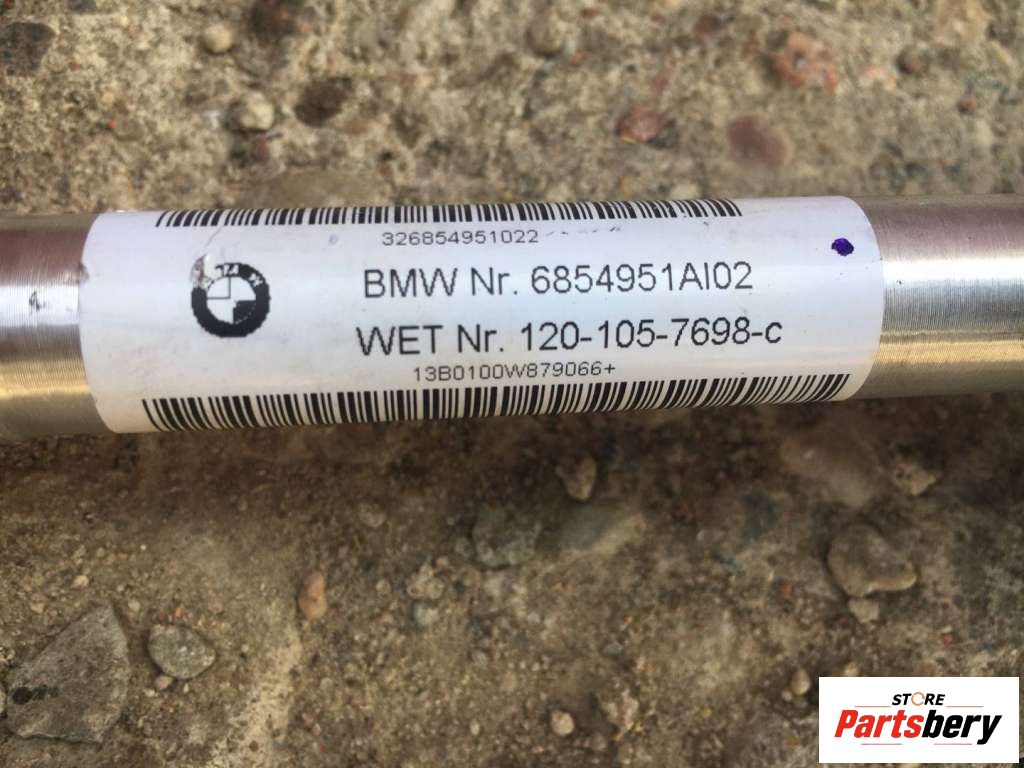 326854951022
BMW Nr. 6854951AI02
WET Nr. 120-105-7698-c
13B0100W879066+
STORE
Partsbery